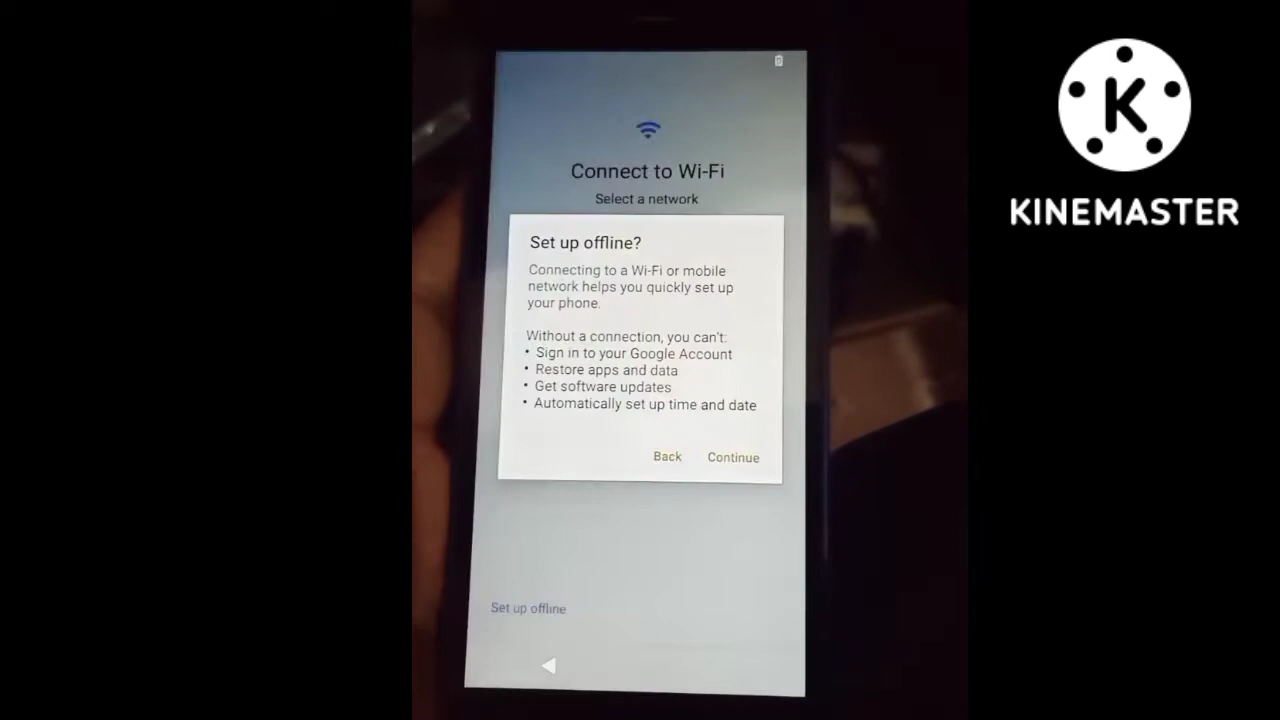 Connect to Wi-Fi
Select a network
Set up offline?
Connecting to a Wi-Fi or mobile
network helps you quickly set up
your phone.
Without a connection, you can't:
• Sign in to your Google Account
• Restore apps and data
• Get software updates
• Automatically set up time and date
Back Continue
Set up offline
K
KINEMASTER